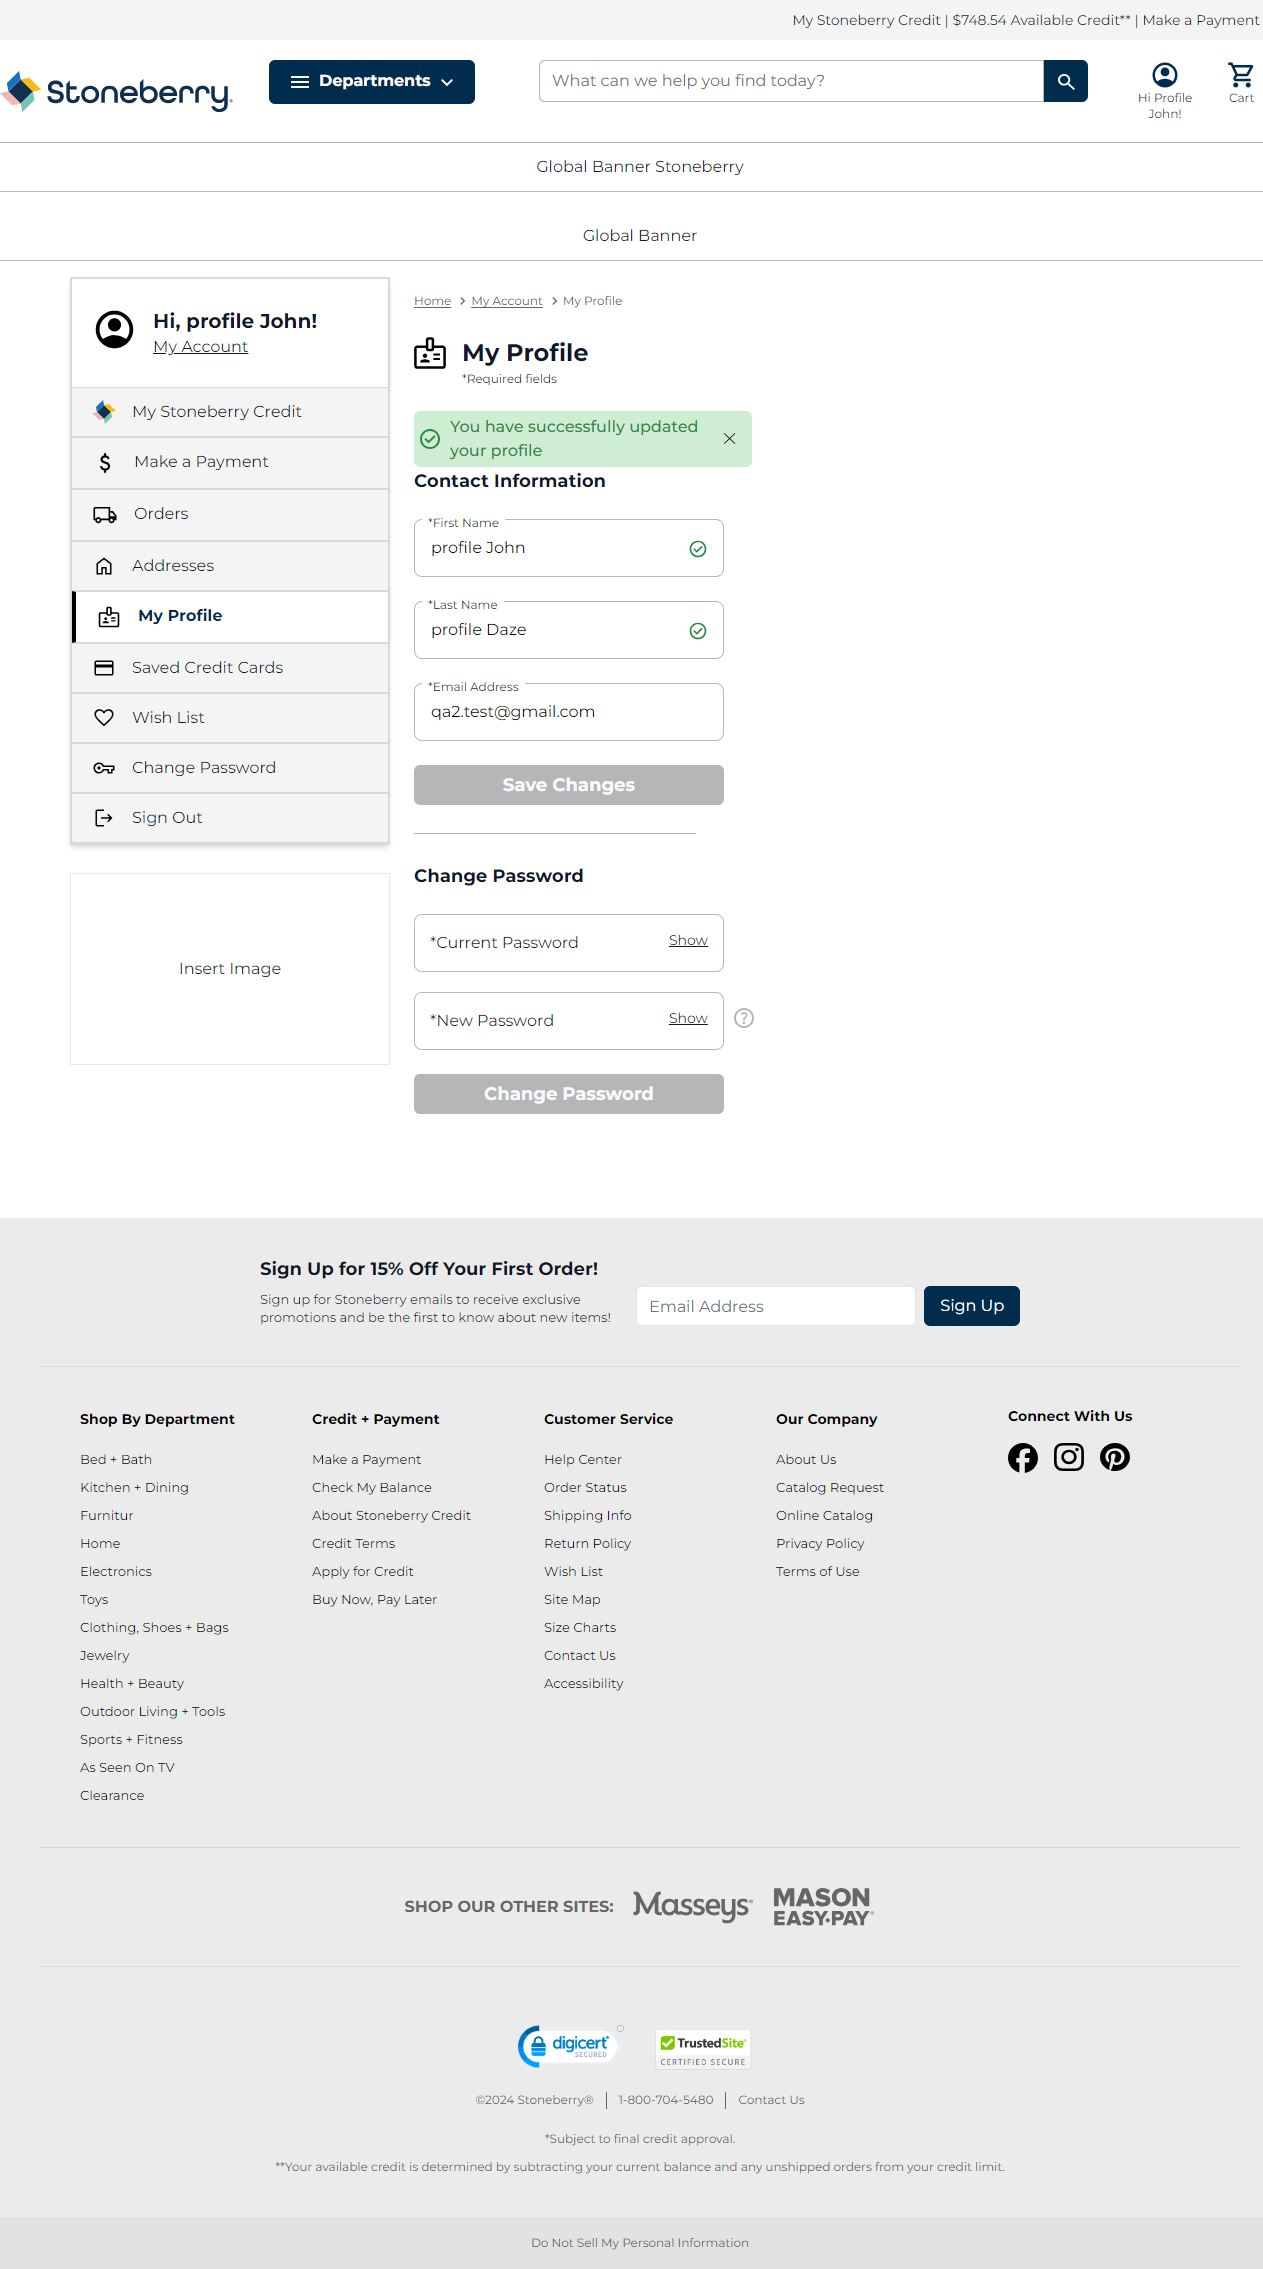 My Stoneberry Credit | $748.54 Available Credit** | Make a Payment
Stoneberry.
Departments
What can we help you find today?
Hi Profile
John!
Cart
Global Banner Stoneberry
Global Banner
Hi, profile John!
My Account
My Stoneberry Credit
Make a Payment
Orders
Addresses
My Profile
Saved Credit Cards
Wish List
Change Password
Sign Out
Insert Image
Home > My Account > My Profile
My Profile
*Required fields
You have successfully updated
your profile
Contact Information
*First Name
profile John
*Last Name
profile Daze
*Email Address
qa2.test@gmail.com
Save Changes
Change Password
*Current Password Show
*New Password Show
Change Password
Sign Up for 15% Off Your First Order!
Sign up for Stoneberry emails to receive exclusive
promotions and be the first to know about new items!
Email Address
Sign Up
Shop By Department
Bed + Bath
Kitchen + Dining
Furnitur
Home
Electronics
Toys
Clothing, Shoes + Bags
Jewelry
Health + Beauty
Outdoor Living + Tools
Sports + Fitness
As Seen On TV
Clearance
Credit + Payment
Make a Payment
Check My Balance
About Stoneberry Credit
Credit Terms
Apply for Credit
Buy Now, Pay Later
Customer Service
Help Center
Order Status
Shipping Info
Return Policy
Wish List
Site Map
Size Charts
Contact Us
Accessibility
Our Company
About Us
Catalog Request
Online Catalog
Privacy Policy
Terms of Use
Connect With Us
SHOP OUR OTHER SITES: Masseys® MASON
EASY•PAY®
digicert
SECURED
TrustedSite®
CERTIFIED SECURE
©2024 Stoneberry® | 1-800-704-5480 | Contact Us
*Subject to final credit approval.
**Your available credit is determined by subtracting your current balance and any unshipped orders from your credit limit.
Do Not Sell My Personal Information